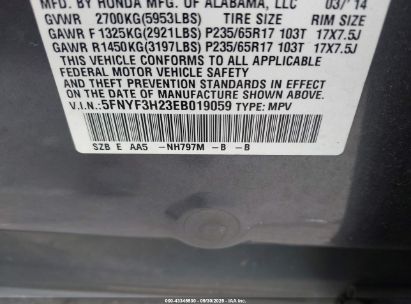 MFD. BY HONDA MFG. OF ALABAMA, LLC 03/'14
GVWR 2700KG(5953LBS) TIRE SIZE RIM SIZE
GAWR F 1325KG(2921LBS) P235/65R17 103T 17X7.5J
GAWR R 1450KG(3197LBS) P235/65R17 103T 17X7.5J
THIS VEHICLE CONFORMS TO ALL APPLICABLE
FEDERAL MOTOR VEHICLE SAFETY
AND THEFT PREVENTION STANDARDS IN EFFECT
ON THE DATE OF MANUFACTURE SHOWN ABOVE.
V.I.N.: 5FNYF3H23EB019059 TYPE: MPV
SZB E AA5 -NH797M -B -B